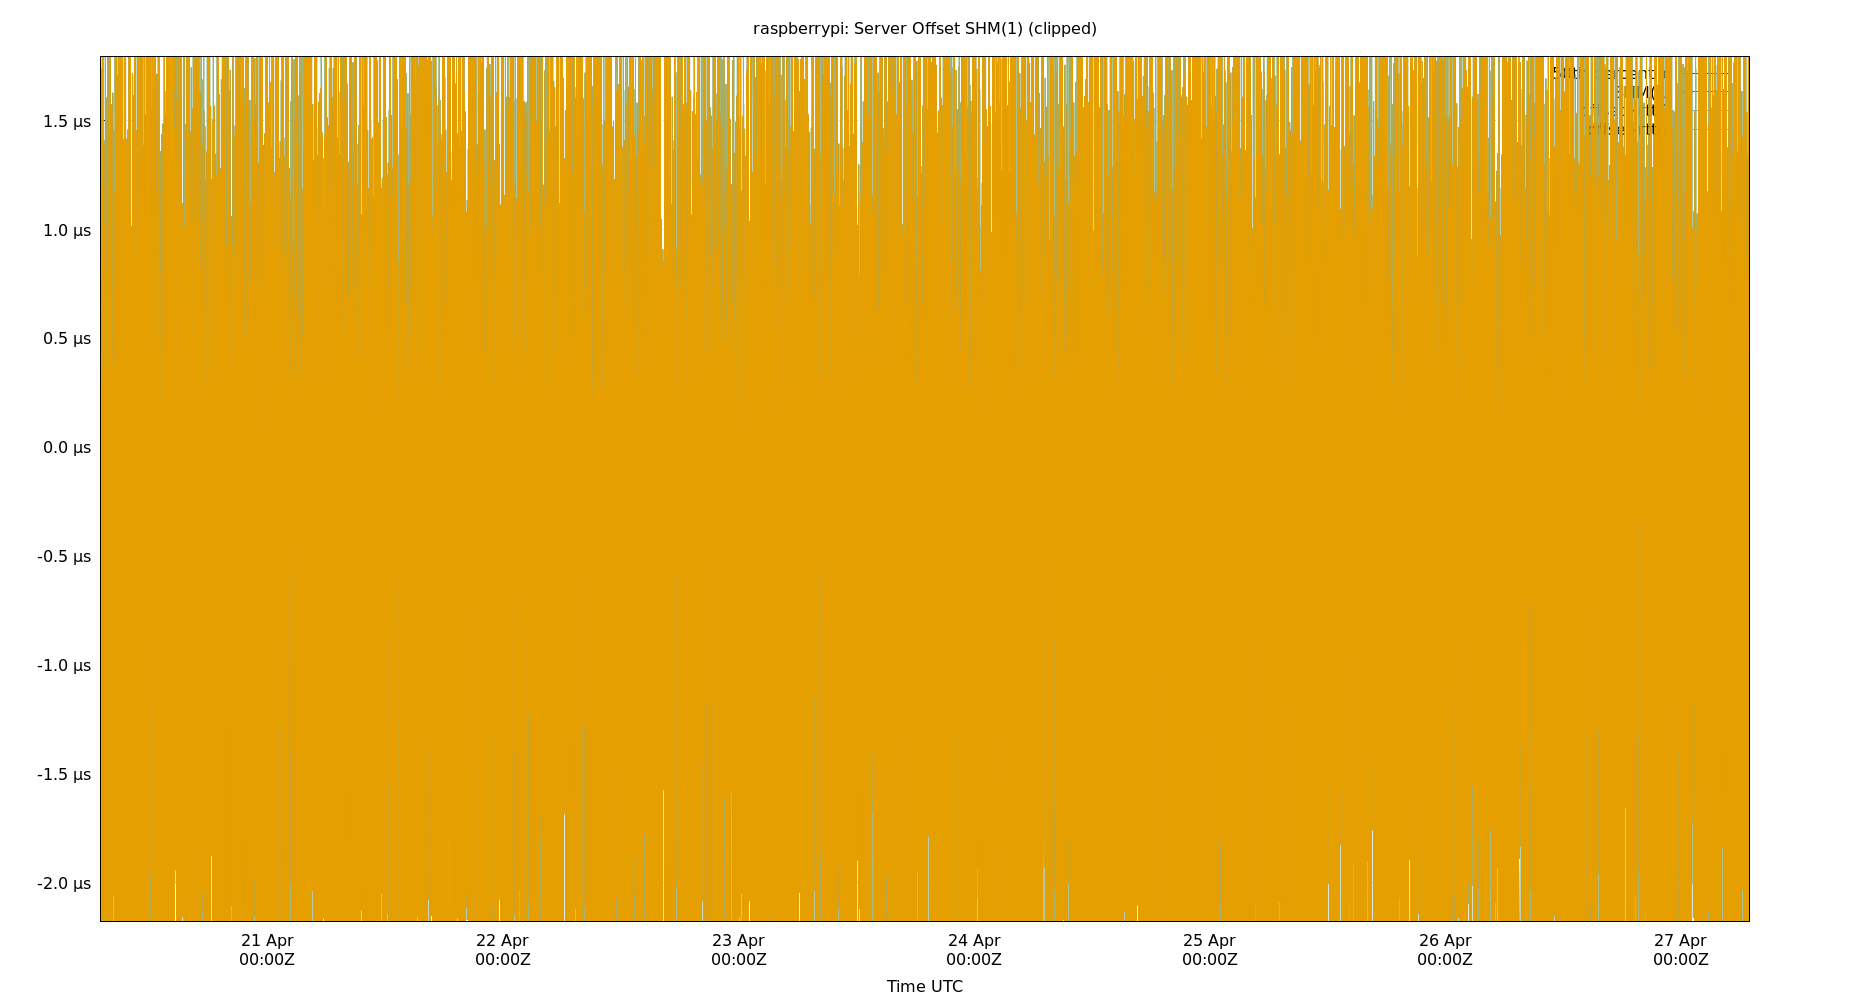 raspberrypi: Server Offset SHM(1) (clipped)
1.5 µs
1.0 µs
0.5 µs
0.0 µs
-0.5 µs
-1.0 µs
-1.5 µs
-2.0 µs
21 Apr 22 Apr 23 Apr 24 Apr 25 Apr 26 Apr 27 Apr
00:00Z 00:00Z 00:00Z 00:00Z 00:00Z 00:00Z 00:00Z
Time UTC